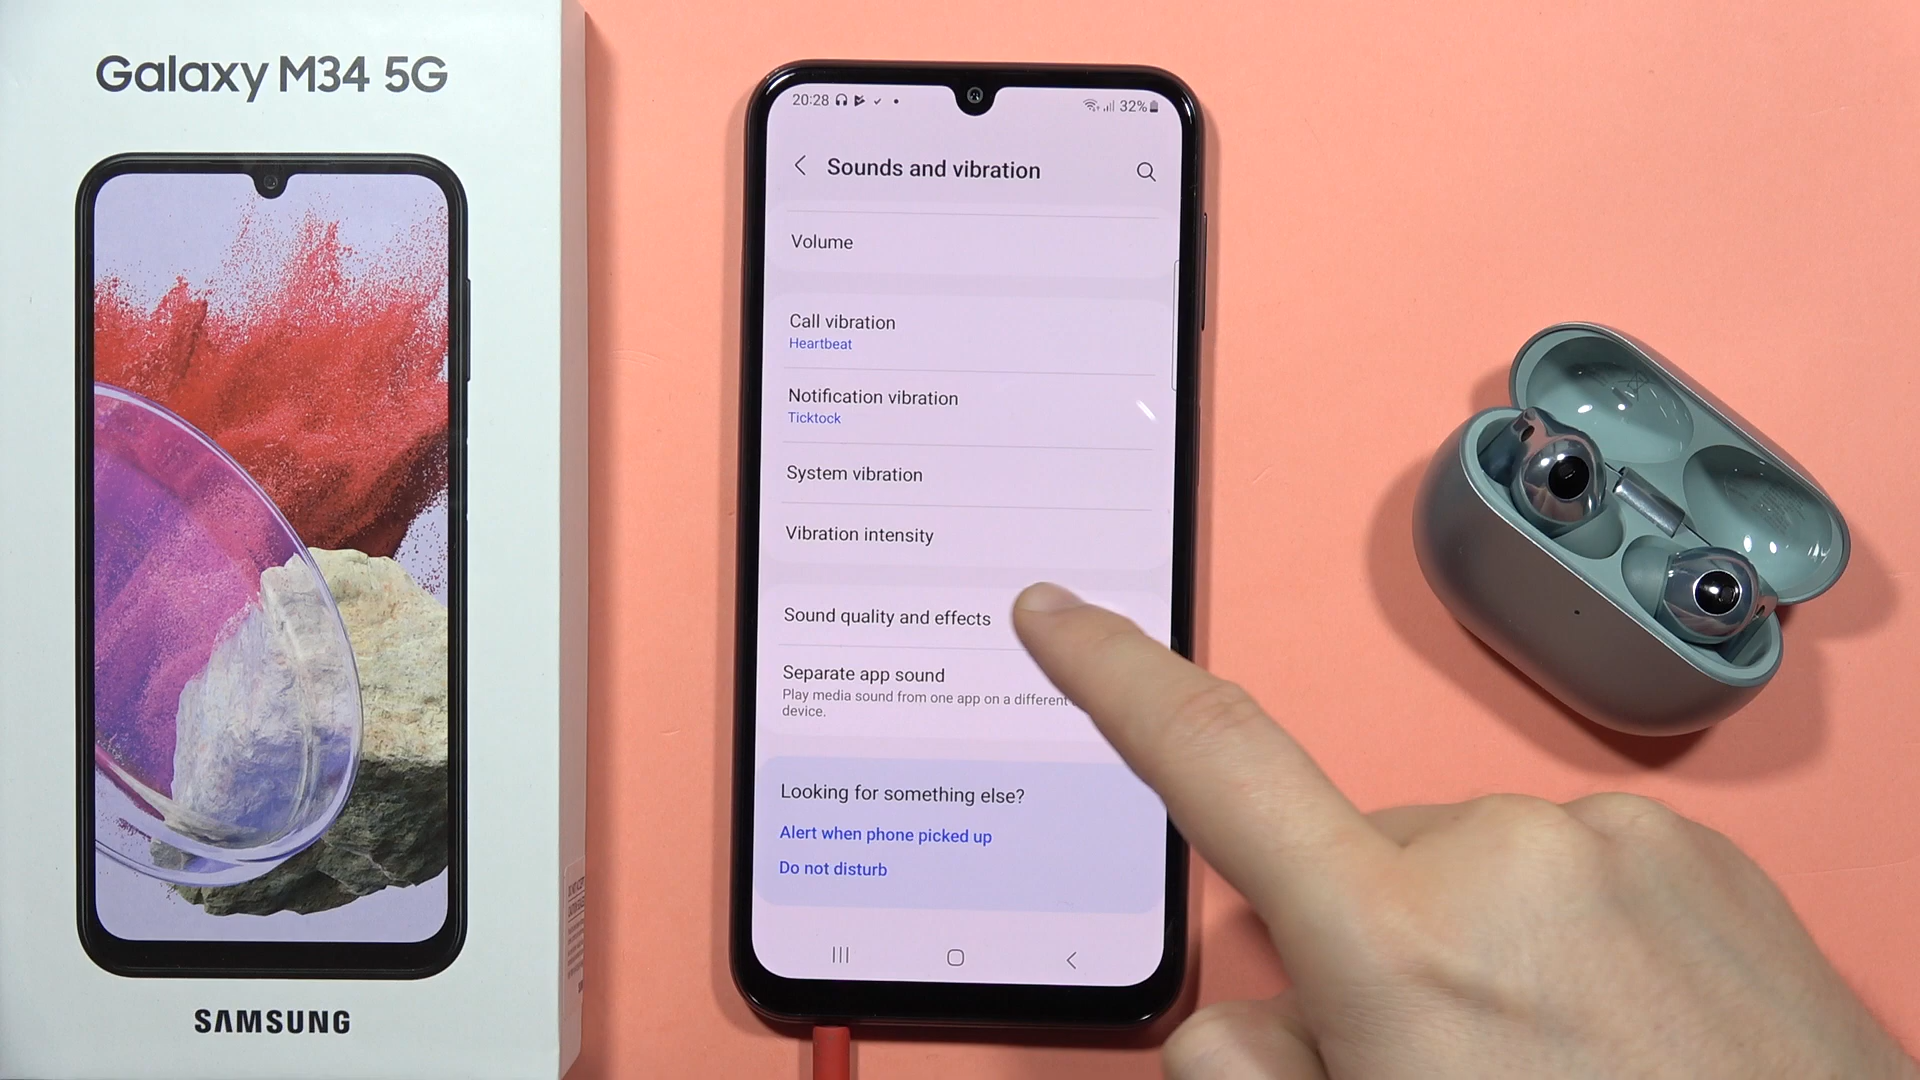 Galaxy M34 5G
SAMSUNG
20:28
32%
Sounds and vibration
Volume
Call vibration
Heartbeat
Notification vibration
Ticktock
System vibration
Vibration intensity
Sound quality and effects
Separate app sound
Play media sound from one app on a different
device.
Looking for something else?
Alert when phone picked up
Do not disturb